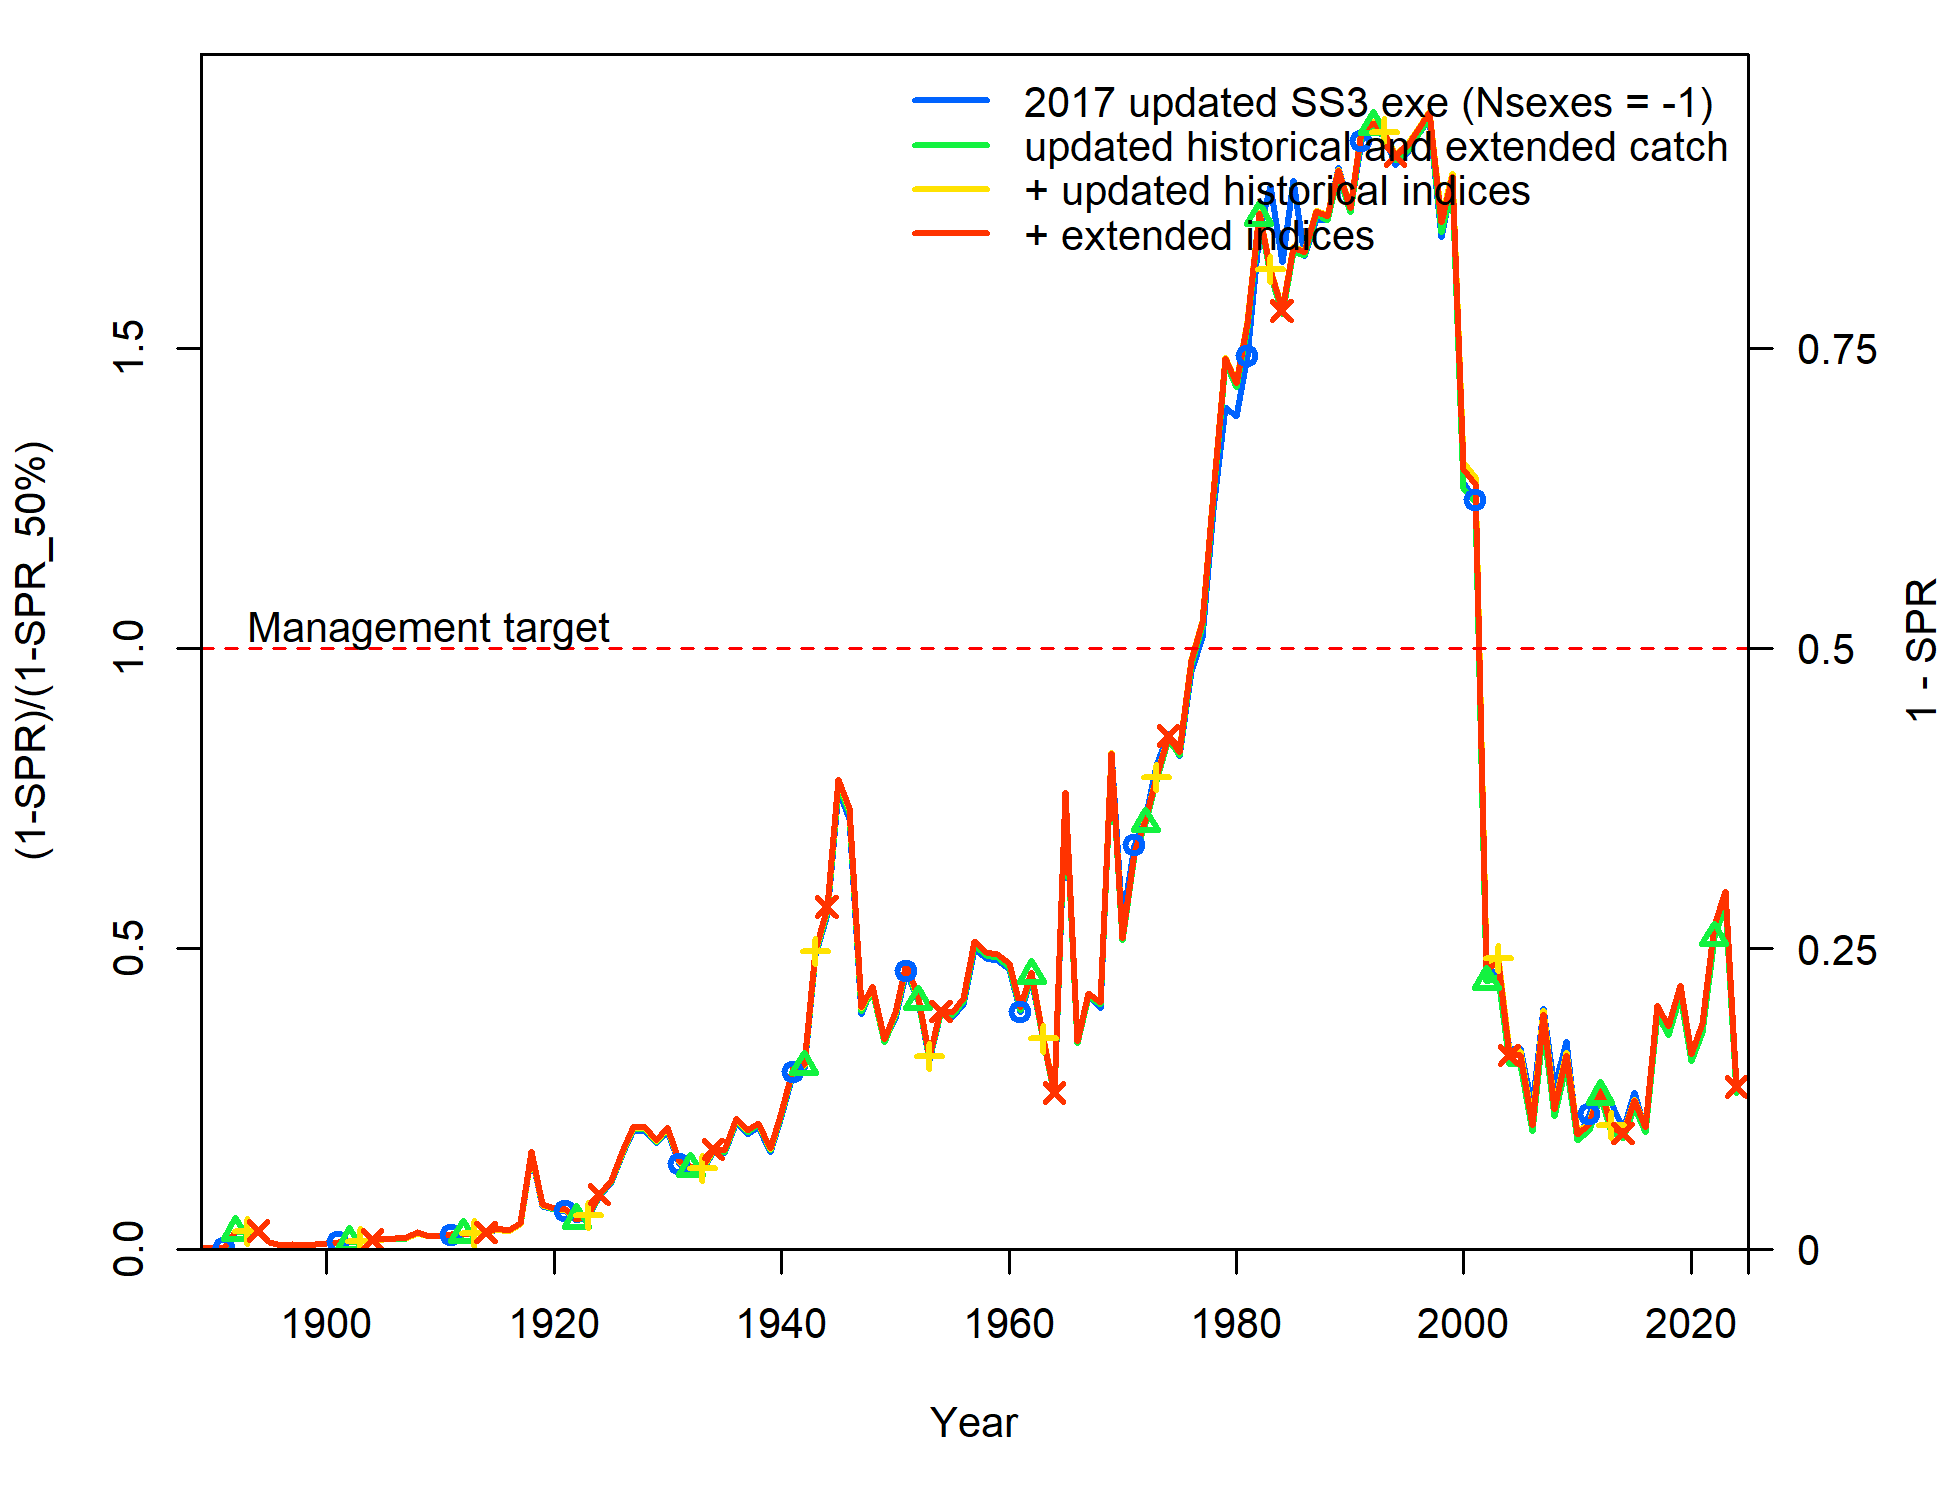 2017 updated SS3 exe (Nsexes = -1)
updated historical and extended catch
+ updated historical indices
+ extended indices
Management target
(1-SPR)/(1-SPR_50%)
1 - SPR
1.5
1.0
0.5
0.0
0.75
0.5
0.25
0
1900 1920 1940 1960 1980 2000 2020
Year